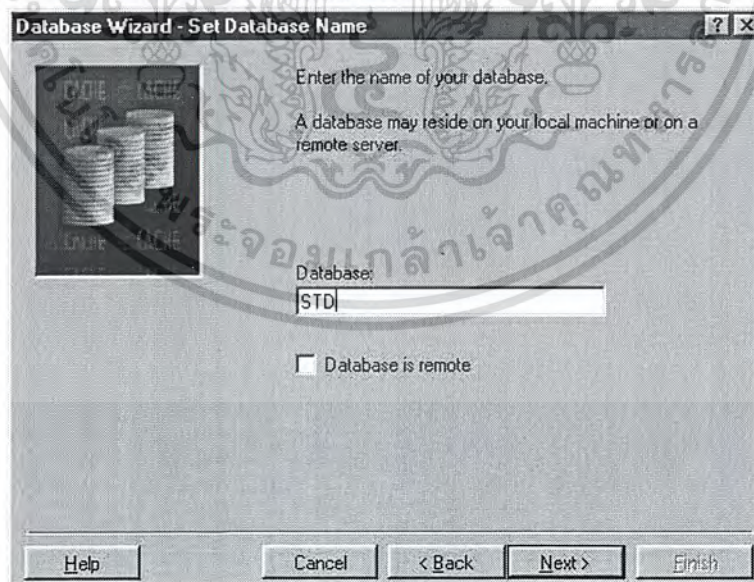 Database Wizard - Set Database Name
? X
Enter the name of your database.
A database may reside on your local machine or on a
remote server.
CACHE
Database:
STD
Database is remote
Help
Cancel
< Back
Next >
Finish